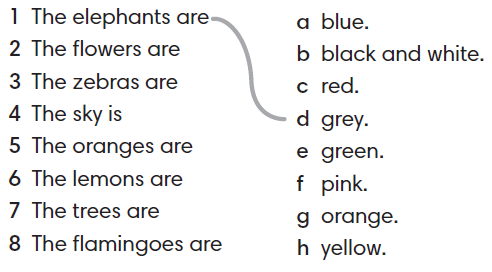 1 The elephants are
2 The flowers are
3 The zebras are
4 The sky is
5 The oranges are
6 The lemons are
7 The trees are
8 The flamingoes are
a blue.
b black and white.
c red.
d grey.
e green.
f pink.
g orange.
h yellow.